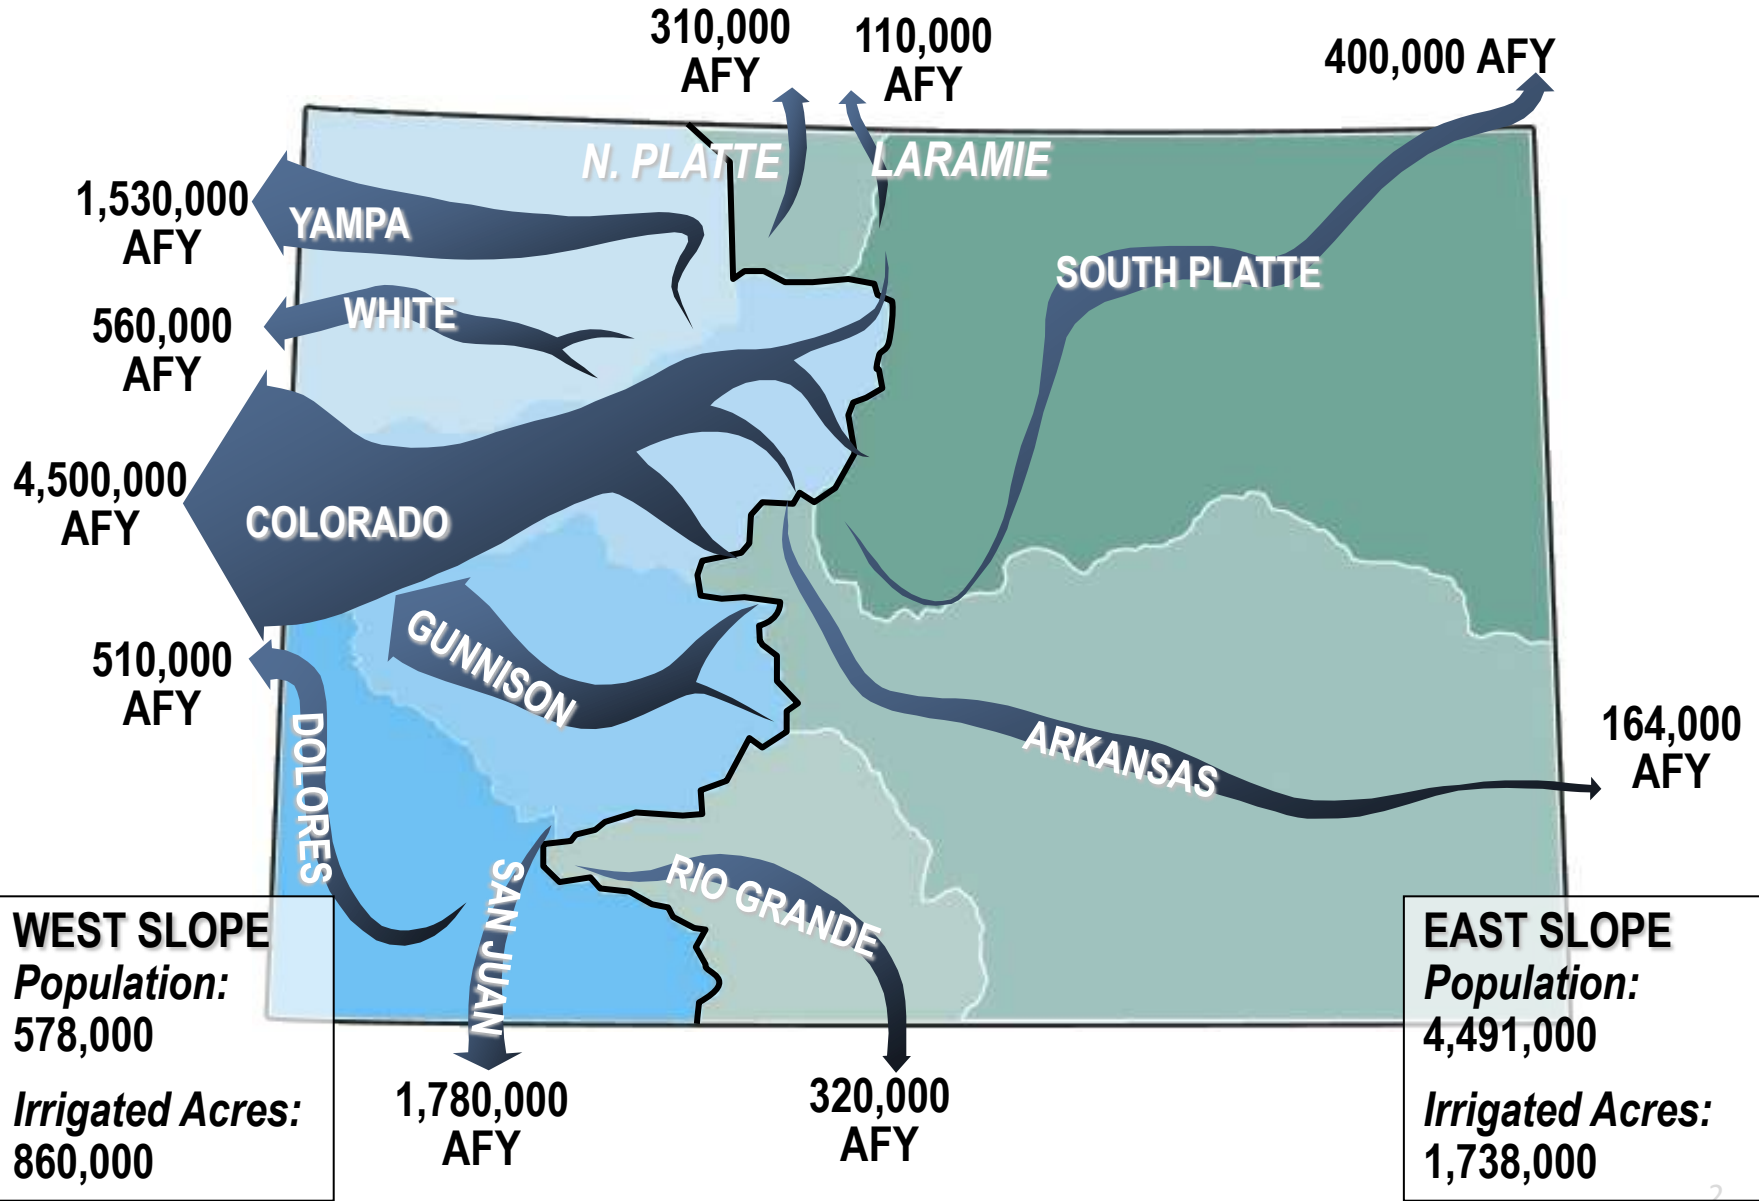 310,000
AFY
110,000
AFY
400,000 AFY
N. PLATTE
LARAMIE
1,530,000
AFY
YAMPA
SOUTH PLATTE
560,000
AFY
WHITE
4,500,000
AFY
COLORADO
510,000
AFY
GUNNISON
DOLORES
ARKANSAS
164,000
AFY
SAN JUAN
RIO GRANDE
WEST SLOPE
Population:
578,000
Irrigated Acres:
860,000
1,780,000
AFY
320,000
AFY
EAST SLOPE
Population:
4,491,000
Irrigated Acres:
1,738,000
2